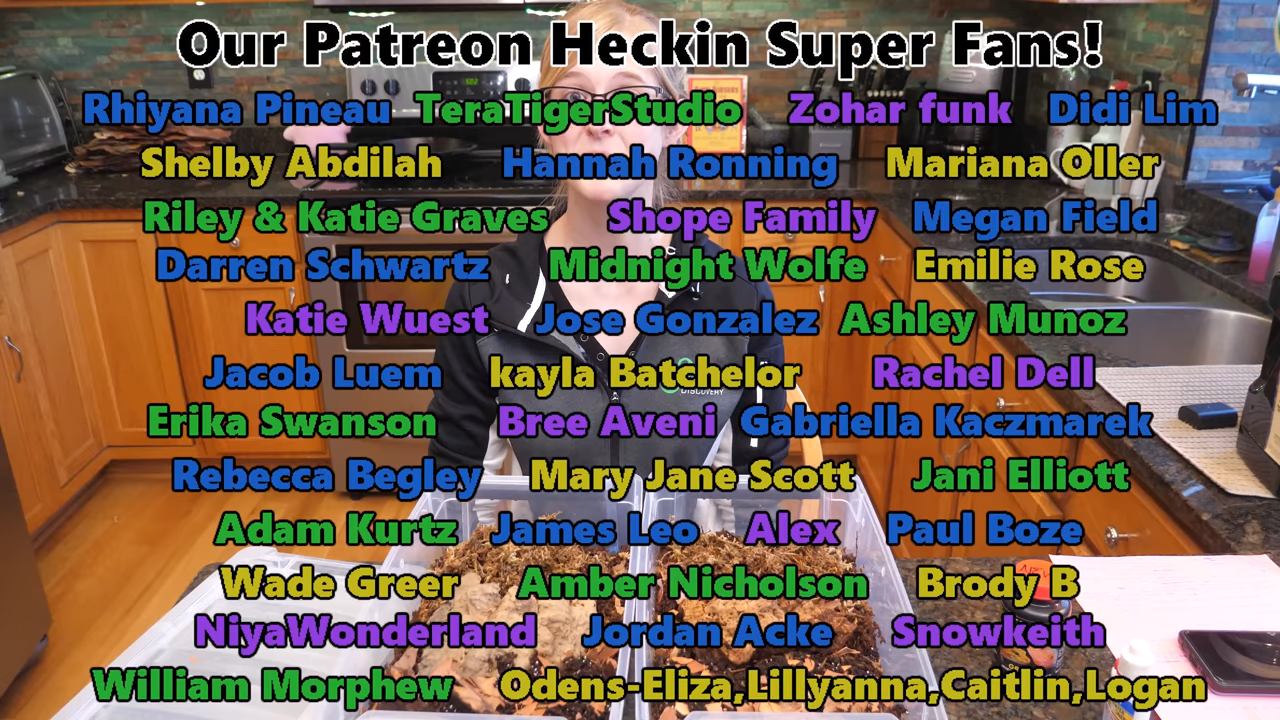 Our Patreon Heckin Super Fans!
Rhiyana Pineau TeraTigerStudio Zohar funk Didi Lim
Shelby Abdilah Hannah Ronning Mariana Oller
Riley & Katie Graves Shope Family Megan Field
Darren Schwartz Midnight Wolfe Emilie Rose
Katie Wuest Jose Gonzalez Ashley Munoz
Jacob Luem kayla Batchelor Rachel Dell
DISCOVERY
Erika Swanson Bree Aveni Gabriella Kaczmarek
Rebecca Begley Mary Jane Scott Jani Elliott
Adam Kurtz James Leo Alex Paul Boze
Wade Greer Amber Nicholson Brody B
NiyaWonderland Jordan Acke Snowkeith
William Morphew Odens-Eliza,Lillyanna,Caitlin,Logan